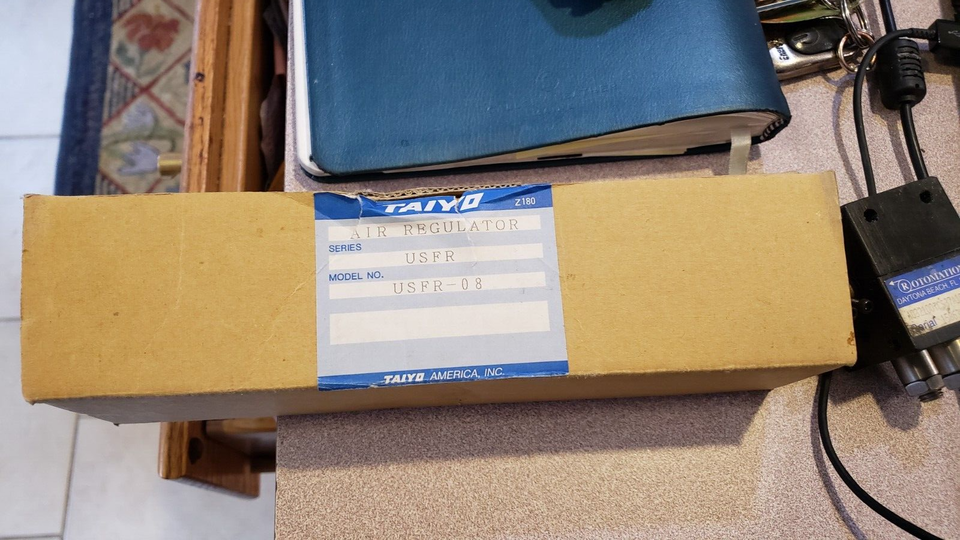 TAIYO
Z180
AIR REGULATOR
SERIES
USFR
MODEL NO.
USFR-08
TAIYO AMERICA, INC.
ROTOMATION
DAYTONA BEACH, FL